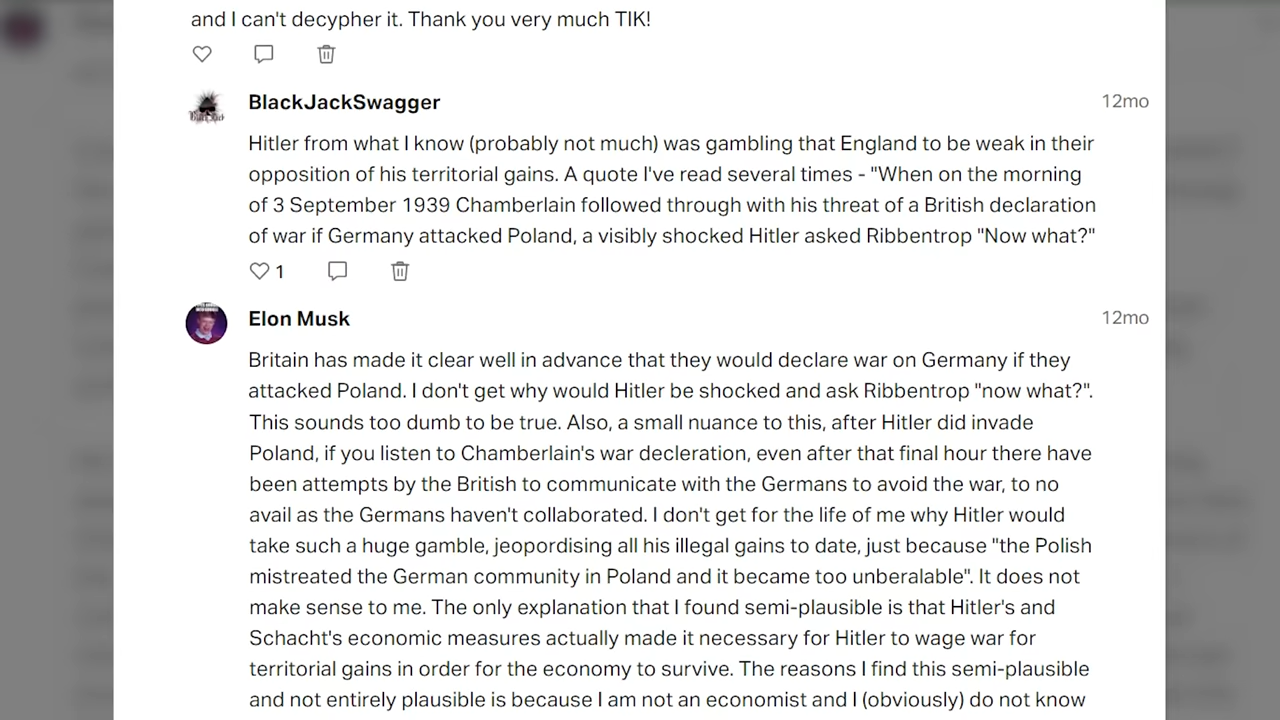 and I can't decypher it. Thank you very much TIK!
BlackJackSwagger
12mo
Hitler from what I know (probably not much) was gambling that England to be weak in their
opposition of his territorial gains. A quote I've read several times - "When on the morning
of 3 September 1939 Chamberlain followed through with his threat of a British declaration
of war if Germany attacked Poland, a visibly shocked Hitler asked Ribbentrop "Now what?"
1
Elon Musk
12mo
Britain has made it clear well in advance that they would declare war on Germany if they
attacked Poland. I don't get why would Hitler be shocked and ask Ribbentrop "now what?".
This sounds too dumb to be true. Also, a small nuance to this, after Hitler did invade
Poland, if you listen to Chamberlain's war decleration, even after that final hour there have
been attempts by the British to communicate with the Germans to avoid the war, to no
avail as the Germans haven't collaborated. I don't get for the life of me why Hitler would
take such a huge gamble, jeopordising all his illegal gains to date, just because "the Polish
mistreated the German community in Poland and it became too unberalable". It does not
make sense to me. The only explanation that I found semi-plausible is that Hitler's and
Schacht's economic measures actually made it necessary for Hitler to wage war for
territorial gains in order for the economy to survive. The reasons I find this semi-plausible
and not entirely plausible is because I am not an economist and I (obviously) do not know